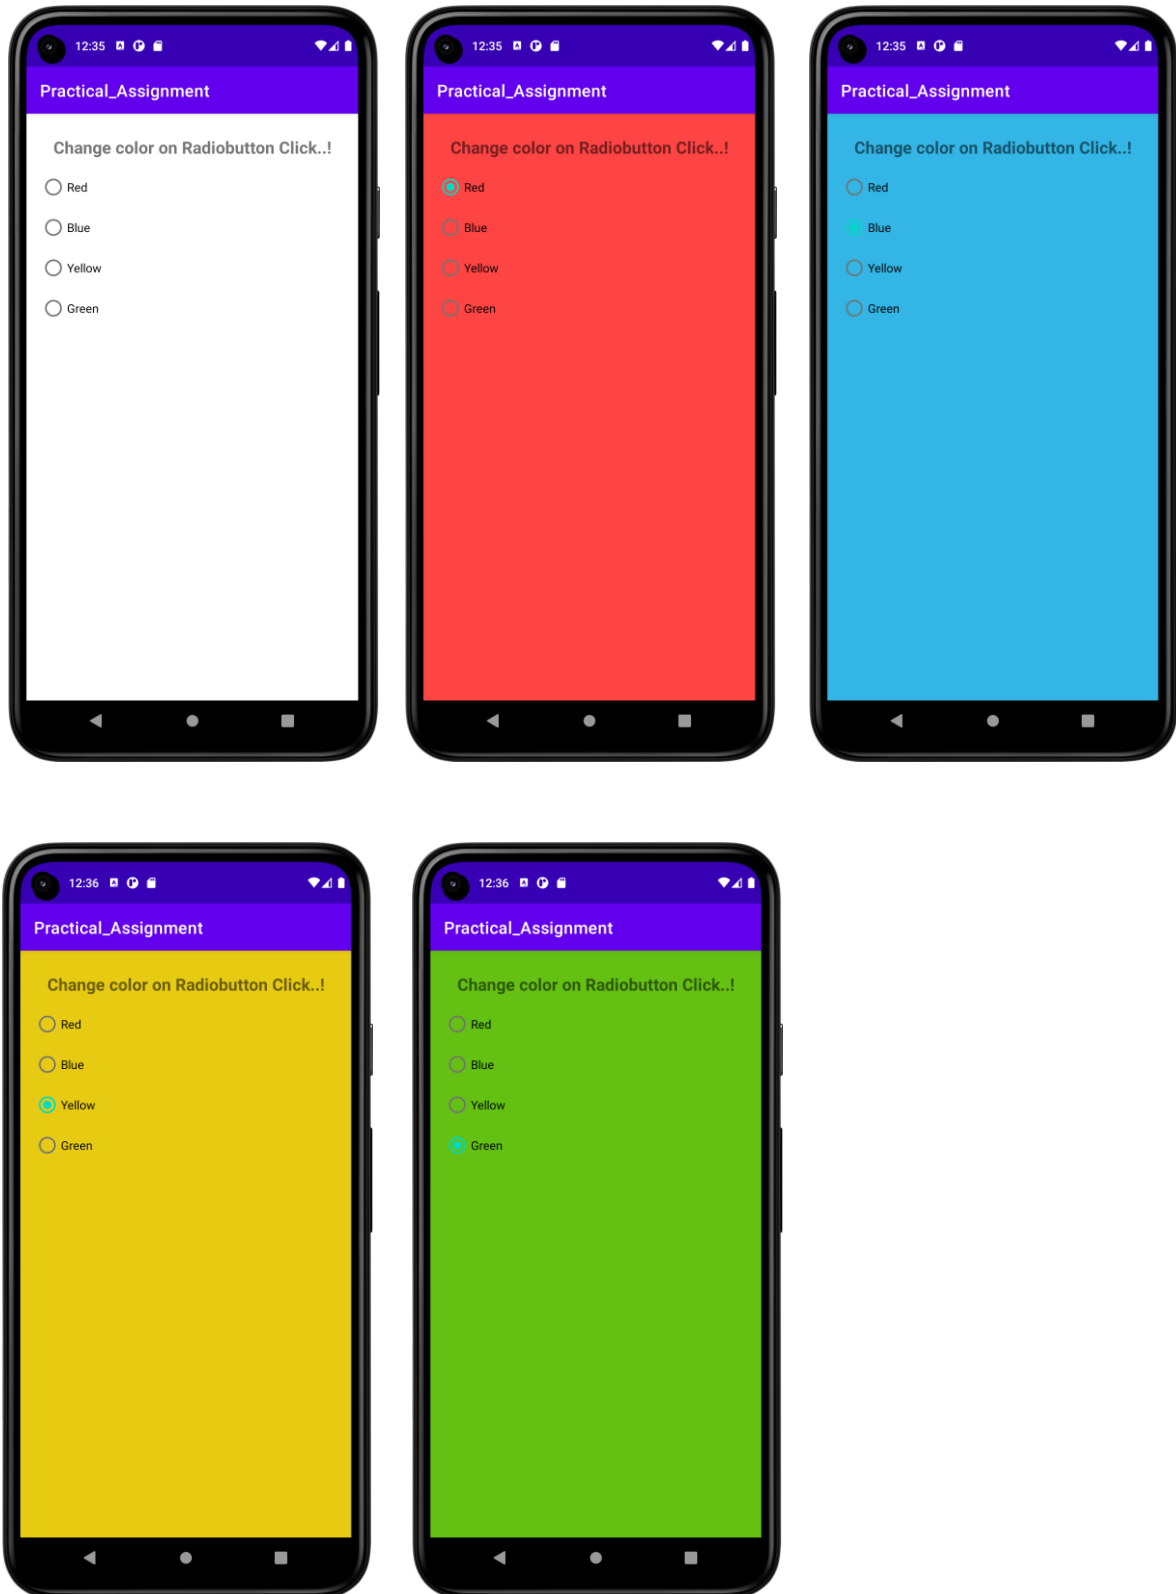 12:35
Practical_Assignment
Change color on Radiobutton Click..!
Red
Blue
Yellow
Green
12:35
Practical_Assignment
Change color on Radiobutton Click..!
Red
Blue
Yellow
Green
12:35
Practical_Assignment
Change color on Radiobutton Click..!
Red
Blue
Yellow
Green
12:36
Practical_Assignment
Change color on Radiobutton Click..!
Red
Blue
Yellow
Green
12:36
Practical_Assignment
Change color on Radiobutton Click..!
Red
Blue
Yellow
Green